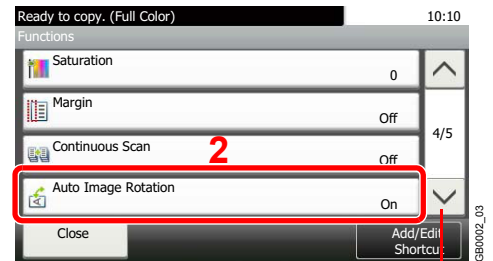 Ready to copy. (Full Color)
10:10
Functions
Saturation
0
Margin
Off
4/5
Continuous Scan
2
Off
Auto Image Rotation
On
Close
Add/Edit
Shortcut
GB0002_03